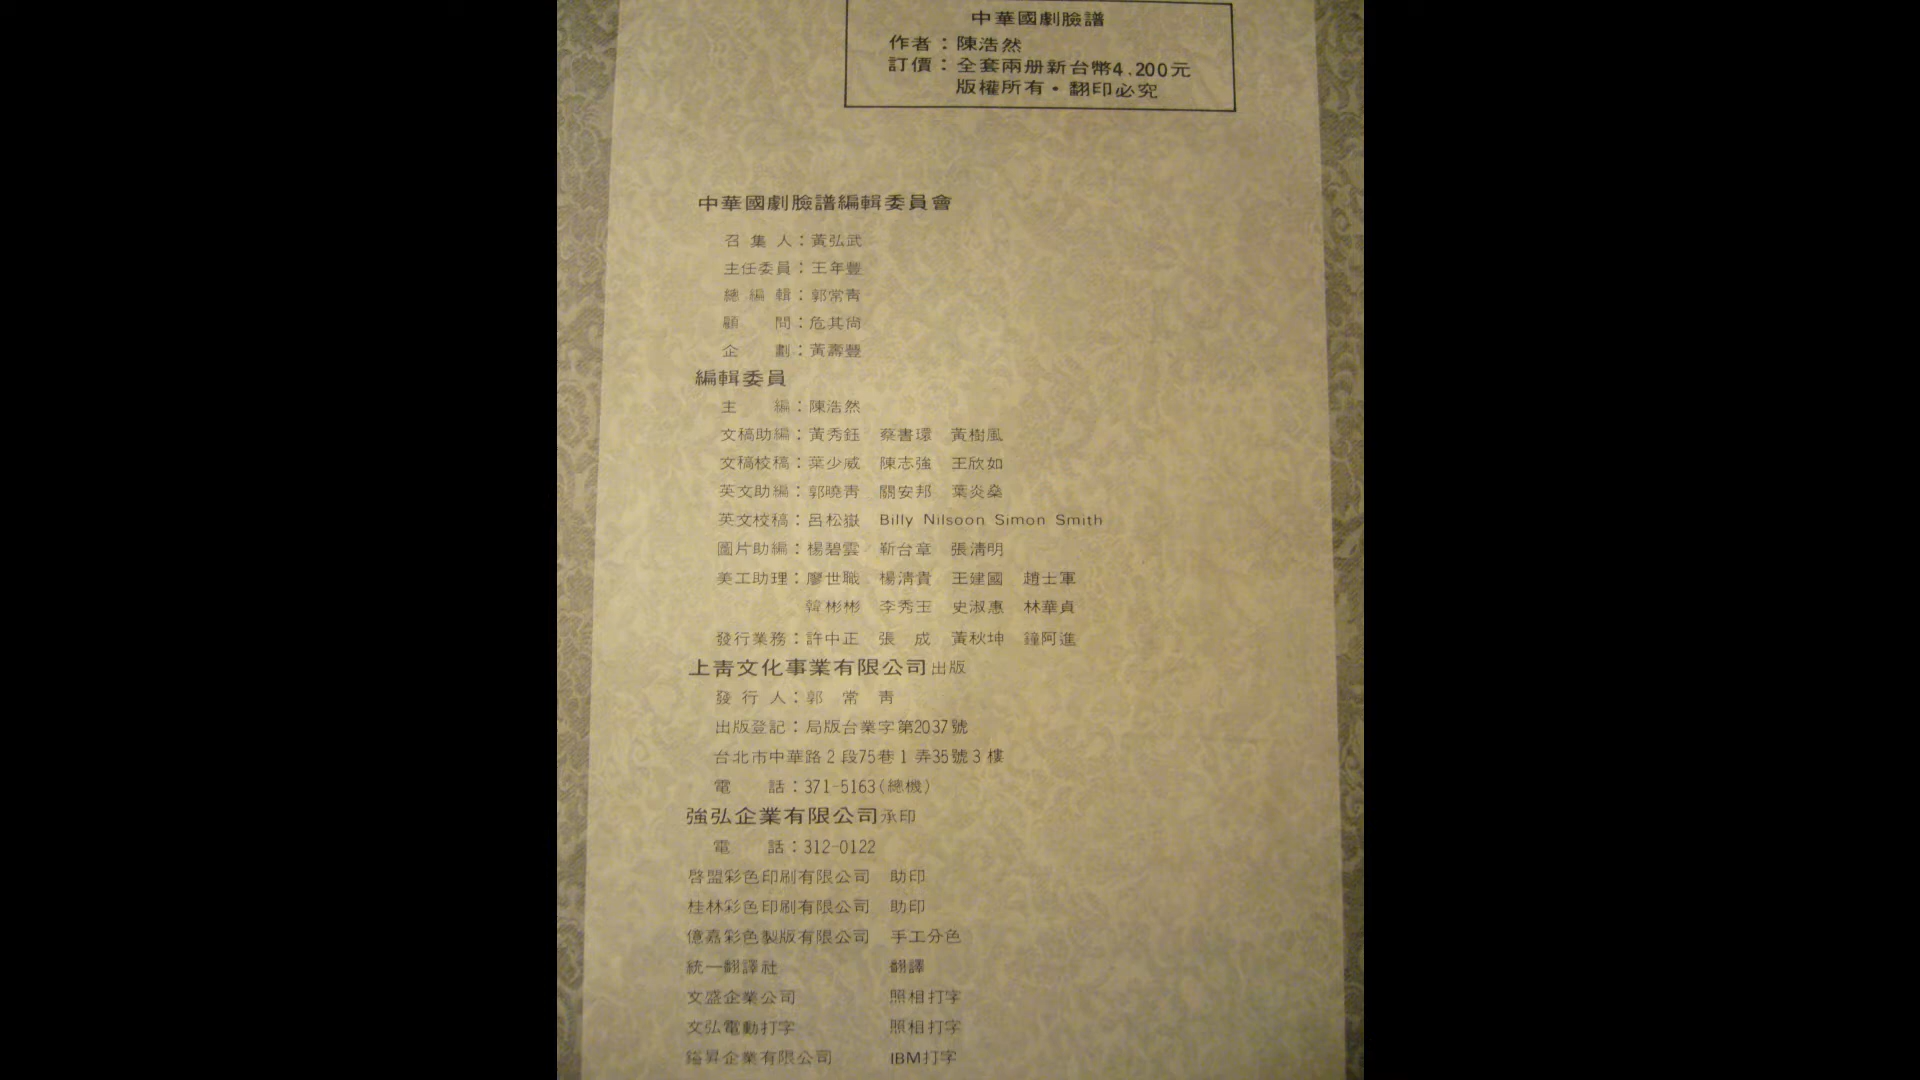 中華國劇臉譜
作者：陳浩然
訂價：全套兩册新台幣4,200元
版權所有・翻印必究
中華國劇臉譜編輯委員會
召集人：黃弘武
主任委員：王年豐
總編輯：郭常靑
顧問：危其尚
企劃：黃壽豐
編輯委員
主編：陳浩然
文稿助編：黃秀鈺 蔡書環 黃樹風
文稿校稿：葉少威 陳志強 王欣如
英文助編：郭曉靑 關安邦 葉炎燊
英文校稿：呂松嶽 Billy Nilsoon Simon Smith
圖片助編：楊碧雲 靳台章 張淸明
美工助理：廖世職 楊淸貴 王建國 趙士軍
韓彬彬 李秀玉 史淑惠 林華貞
發行業務：許中正 張成 黃秋坤 鐘阿進
上靑文化事業有限公司出版
發行人：郭常靑
出版登記：局版台業字第2037號
台北市中華路2段75巷1弄35號3樓
電話：371-5163(總機)
強弘企業有限公司承印
電話：312-0122
啓盟彩色印刷有限公司 助印
桂林彩色印刷有限公司 助印
億嘉彩色製版有限公司 手工分色
統一翻譯社 翻譯
文盛企業公司 照相打字
文弘電動打字 照相打字
鎰昇企業有限公司 IBM打字